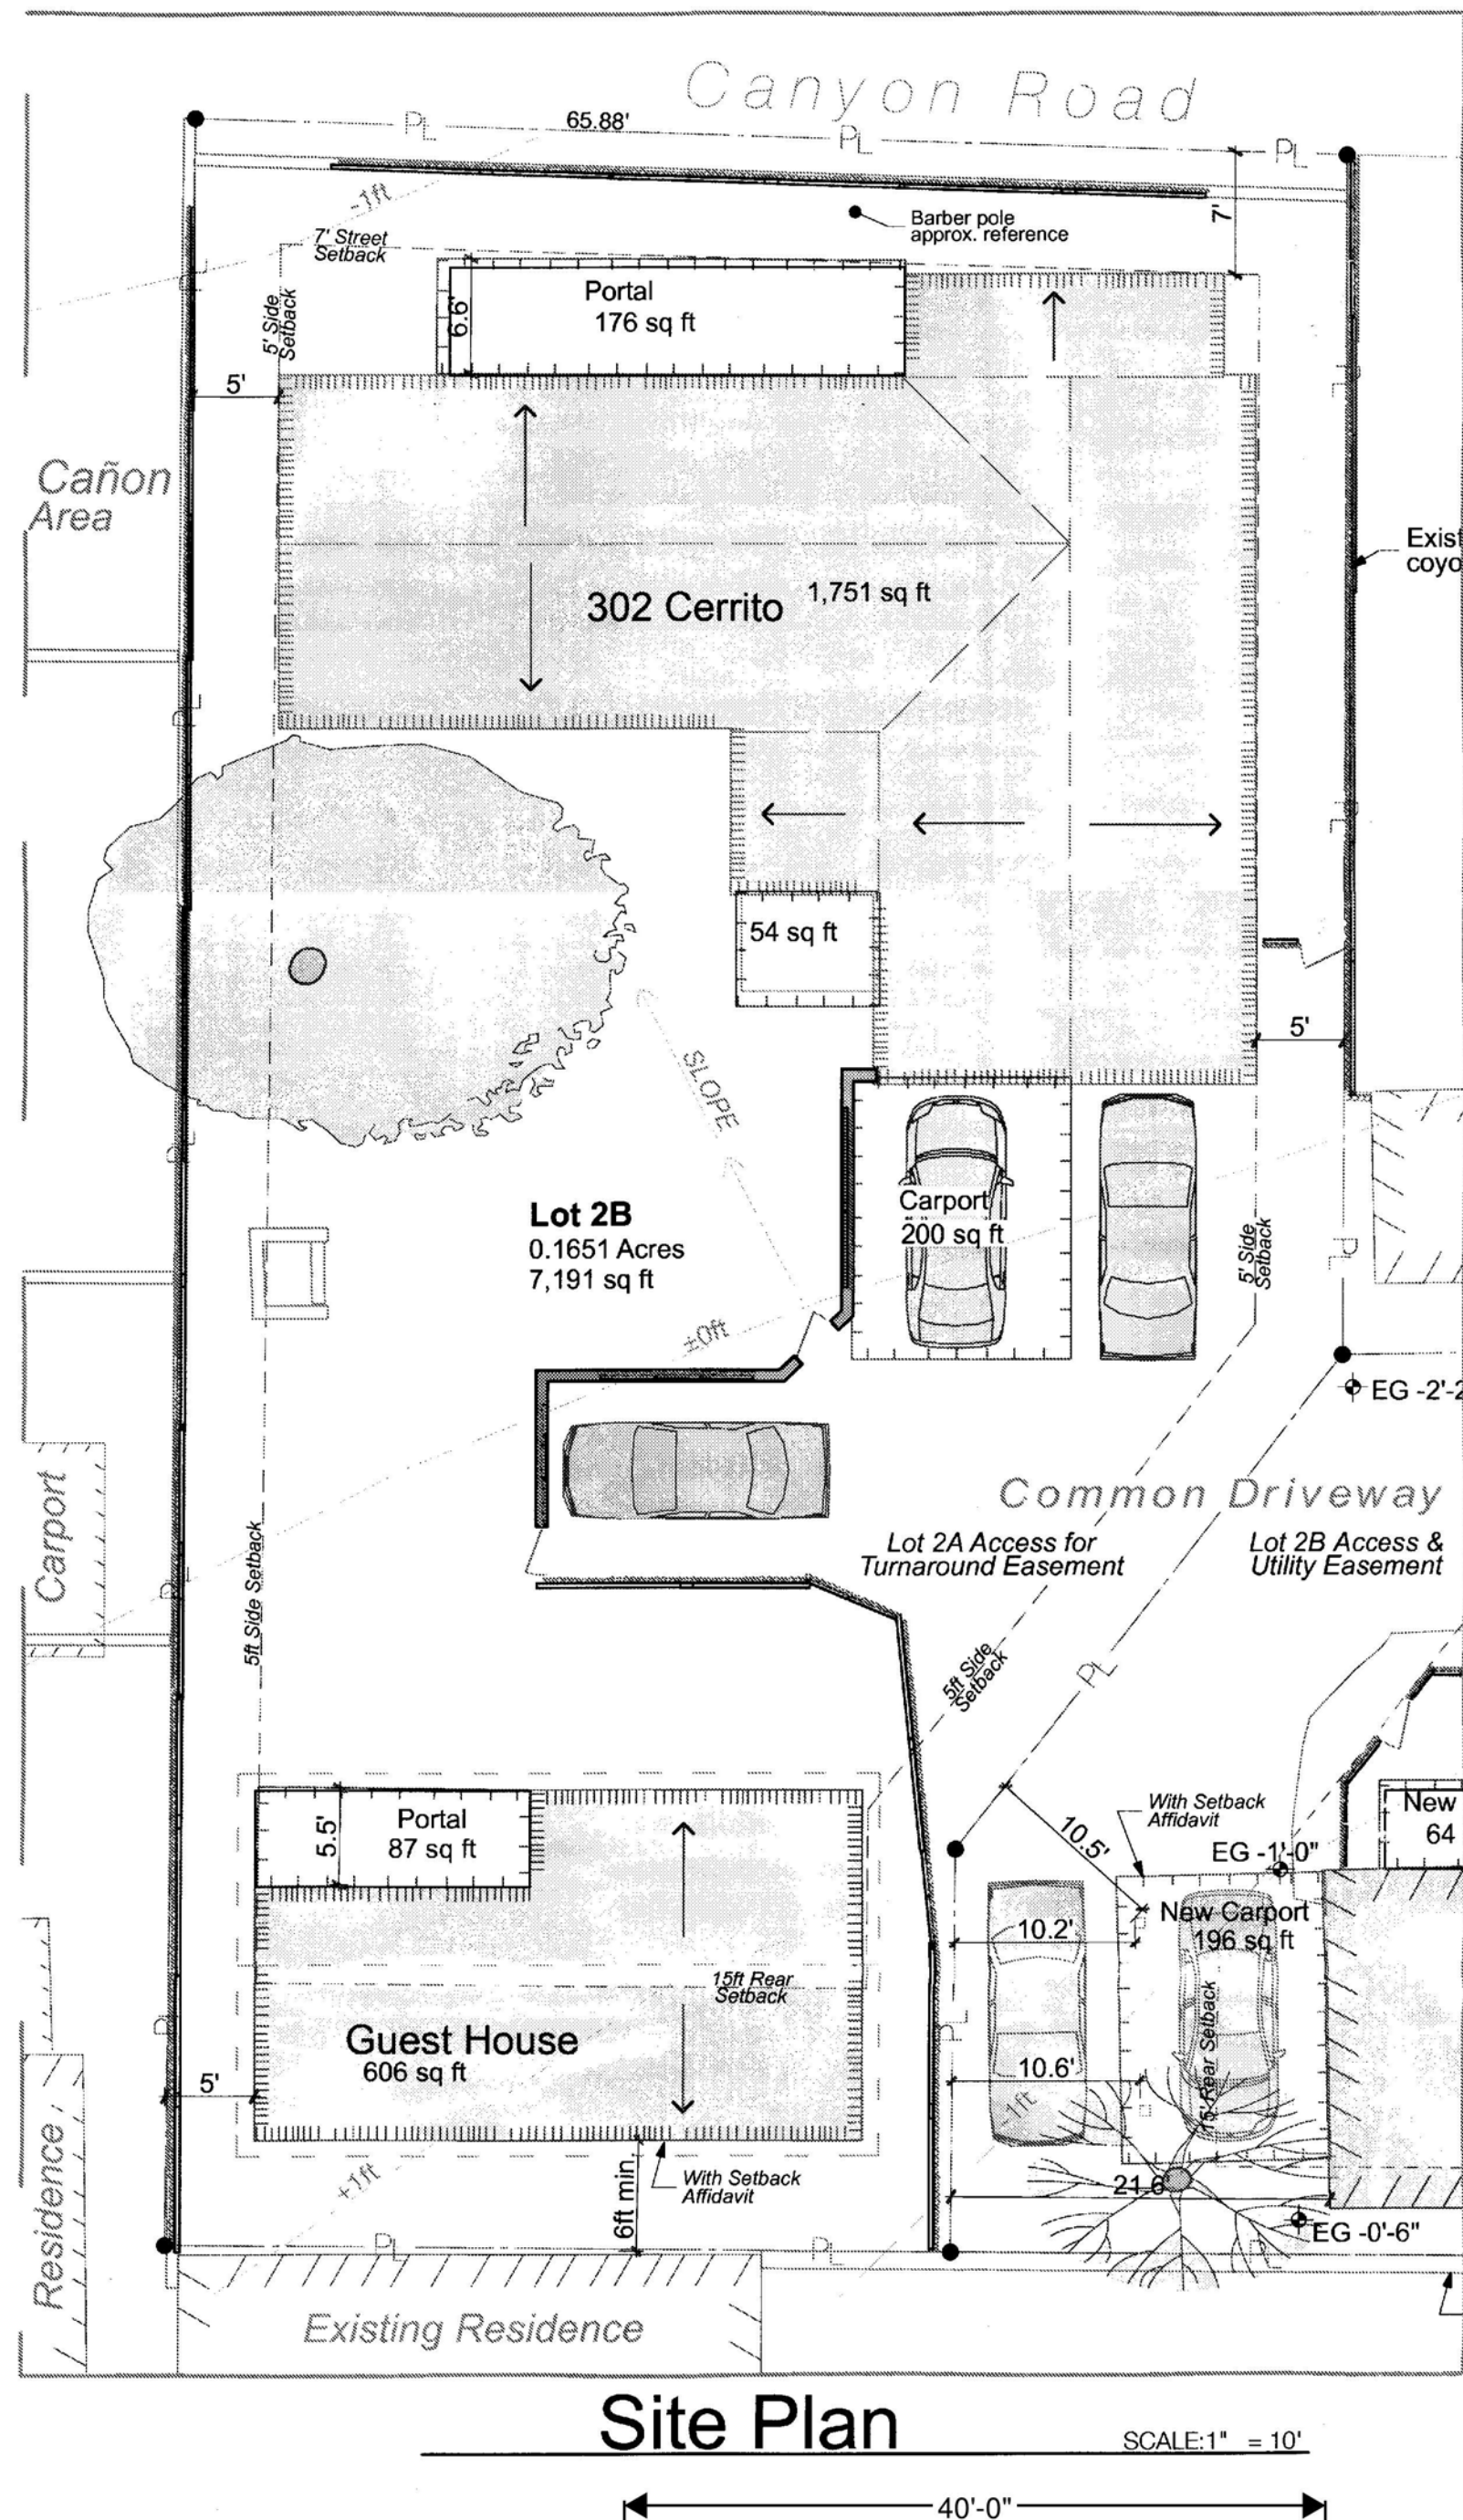 Canyon Road
PL
65.88'
PL
PL
-1ft
7'
Barber pole
approx. reference
7' Street
Setback
Portal
176 sq ft
6.6'
5' Side
Setback
5'
Cañon
Area
Exist
coyo
302 Cerrito
1,751 sq ft
54 sq ft
5'
SLOPE
Carport
200 sq ft
Lot 2B
0.1651 Acres
7,191 sq ft
5' Side
Setback
PL
±0ft
EG -2'-2
Common Driveway
Carport
Lot 2A Access for
Turnaround Easement
Lot 2B Access &
Utility Easement
5ft Side Setback
5ft Side
Setback
PL
Portal
87 sq ft
5.5'
With Setback
Affidavit
New
64
10.5'
EG -1'-0"
New Carport
196 sq ft
10.2'
15ft Rear
Setback
Guest House
606 sq ft
5'
10.6'
-1ft
5' Rear Setback
Residence
+1ft
6ft min.
With Setback
Affidavit
21.6'
EG -0'-6"
PL
PL
PL
Existing Residence
Site Plan
SCALE:1" = 10'
40'-0"